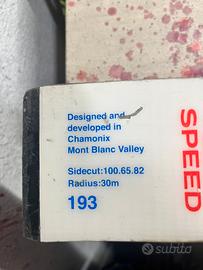 Designed and
developed in
Chamonix
Mont Blanc Valley
Sidecut:100.65.82
Radius:30m
193
SPEED
subito